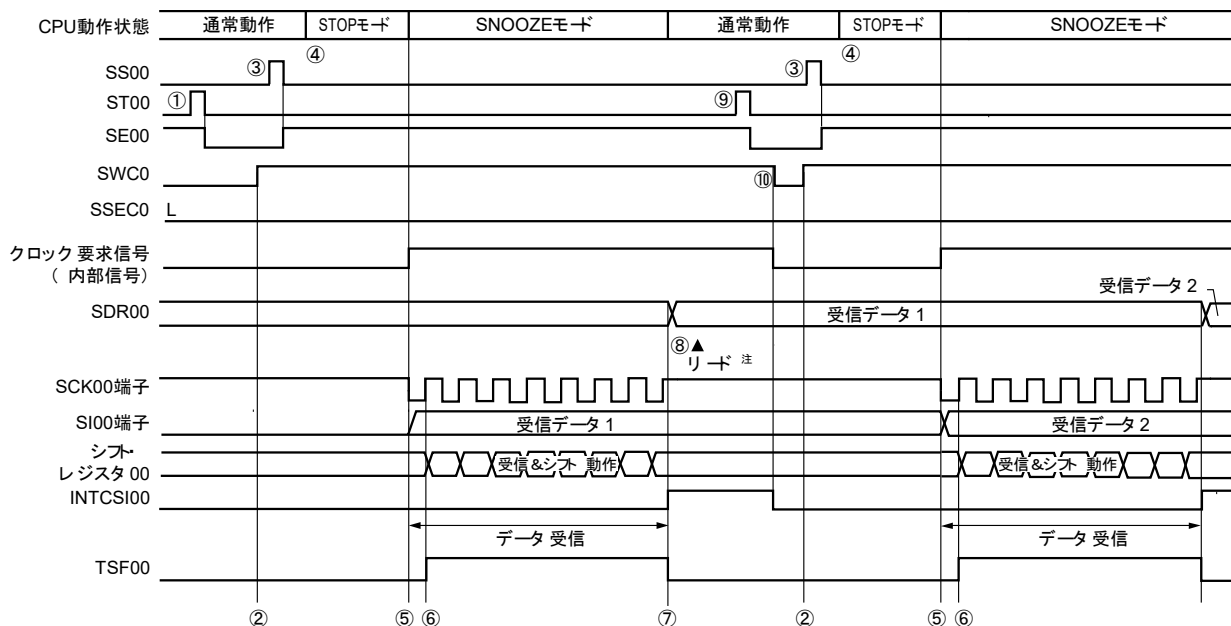 CPU動作状態 通常動作 STOPモード SNOOZEモード 通常動作 STOPモード SNOOZEモード
④ ④
SS00 ③ ③
ST00 ① ⑨
SE00
SWC0 ⑩
SSEC0 L
クロック要求信号
(内部信号)
受信データ2
SDR00 受信データ1
⑧▲
リード 注
SCK00端子
SI00端子 受信データ1 受信データ2
シフト・
レジスタ00 受信&シフト動作 受信&シフト動作
INTCSI00
データ受信 データ受信
TSF00
② ⑤ ⑥ ⑦ ② ⑤ ⑥